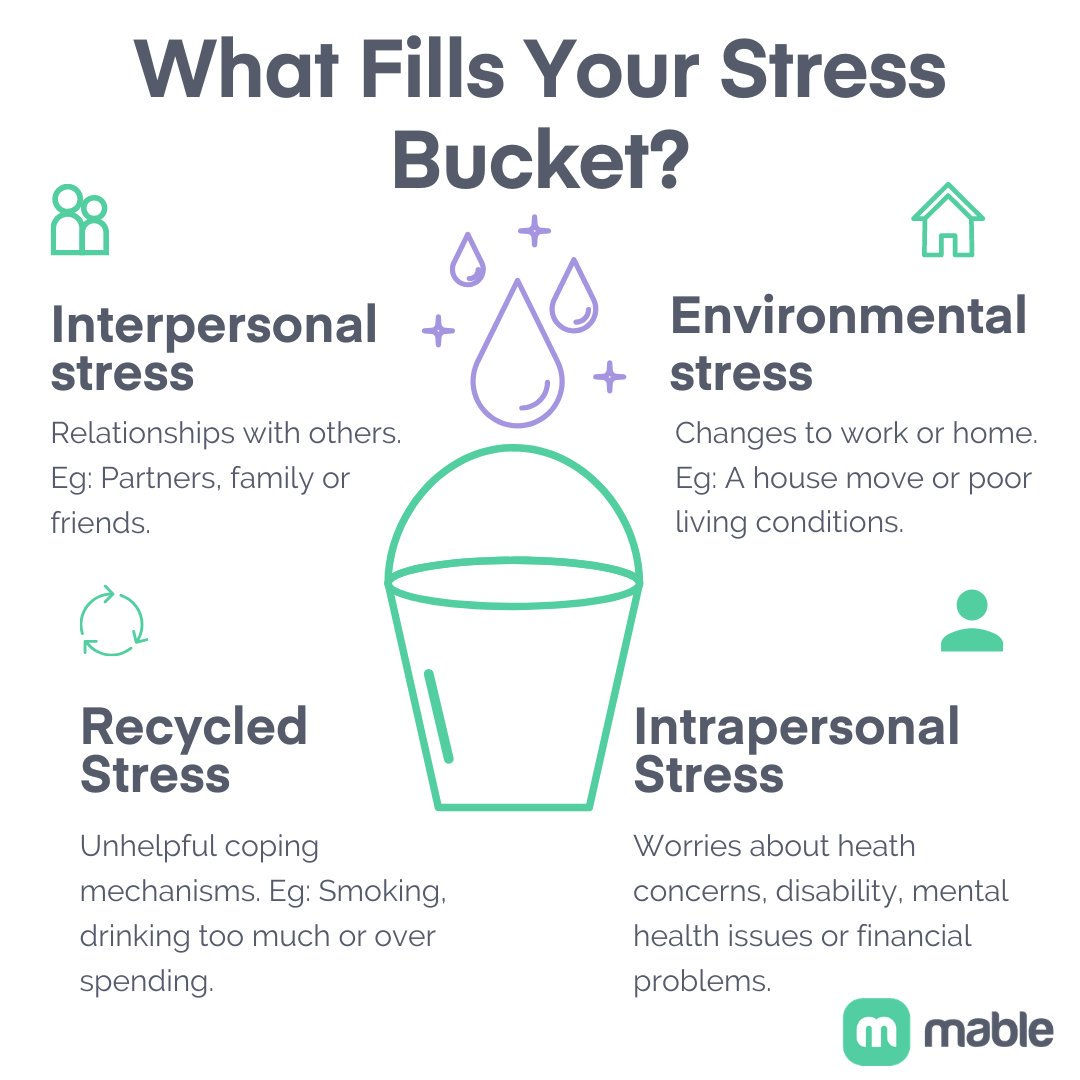 What Fills Your Stress
Bucket?
Interpersonal
stress
Relationships with others.
Eg: Partners, family or
friends.
Environmental
stress
Changes to work or home.
Eg: A house move or poor
living conditions.
Recycled
Stress
Unhelpful coping
mechanisms. Eg: Smoking,
drinking too much or over
spending.
Intrapersonal
Stress
Worries about heath
concerns, disability, mental
health issues or financial
problems.
m mable